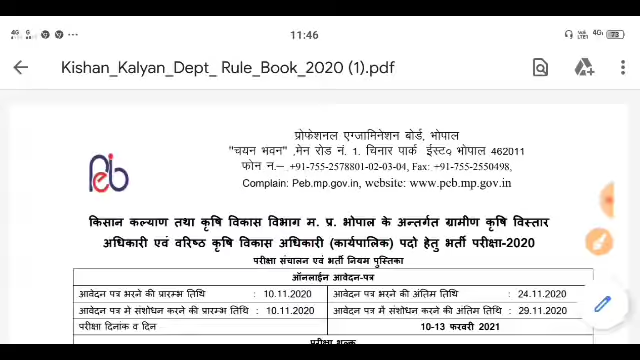 11:46
73
Kishan_Kalyan_Dept_ Rule_Book_2020 (1).pdf
प्रोफेशनल एग्जामिनेशन बोर्ड, भोपाल
"चयन भवन" ,मेन रोड नं. 1. चिनार पार्क ईस्ट० भोपाल 462011
फोन न.– +91-755-2578801-02-03-04, Fax: +91-755-2550498,
Complain: Peb.mp.gov.in, website: www.peb.mp.gov.in
Peb
किसान कल्याण तथा कृषि विकास विभाग म. प्र. भोपाल के अन्तर्गत ग्रामीण कृषि विस्तार
अधिकारी एवं वरिष्ठ कृषि विकास अधिकारी (कार्यपालिक) पदो हेतु भर्ती परीक्षा-2020
परीक्षा संचालन एवं भर्ती नियम पुस्तिका
ऑनलाईन आवेदन-पत्र
आवेदन पत्र भरने की प्रारम्भ तिथि : 10.11.2020 आवेदन पत्र भरने की अंतिम तिथि : 24.11.2020
आवेदन पत्र में संशोधन करने की प्रारम्भ तिथि : 10.11.2020 आवेदन पत्र में संशोधन करने की अंतिम तिथि : 29.11.2020
परीक्षा दिनांक व दिन 10-13 फरवरी 2021
परीक्षा शुल्क